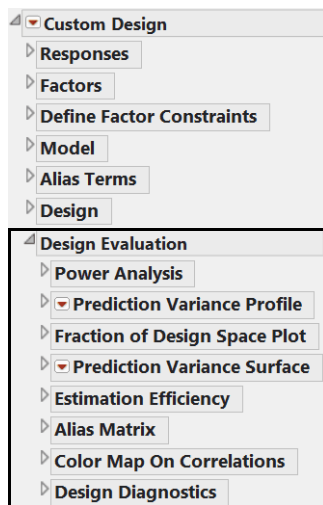 Custom Design
Responses
Factors
Define Factor Constraints
Model
Alias Terms
Design
Design Evaluation
Power Analysis
Prediction Variance Profile
Fraction of Design Space Plot
Prediction Variance Surface
Estimation Efficiency
Alias Matrix
Color Map On Correlations
Design Diagnostics